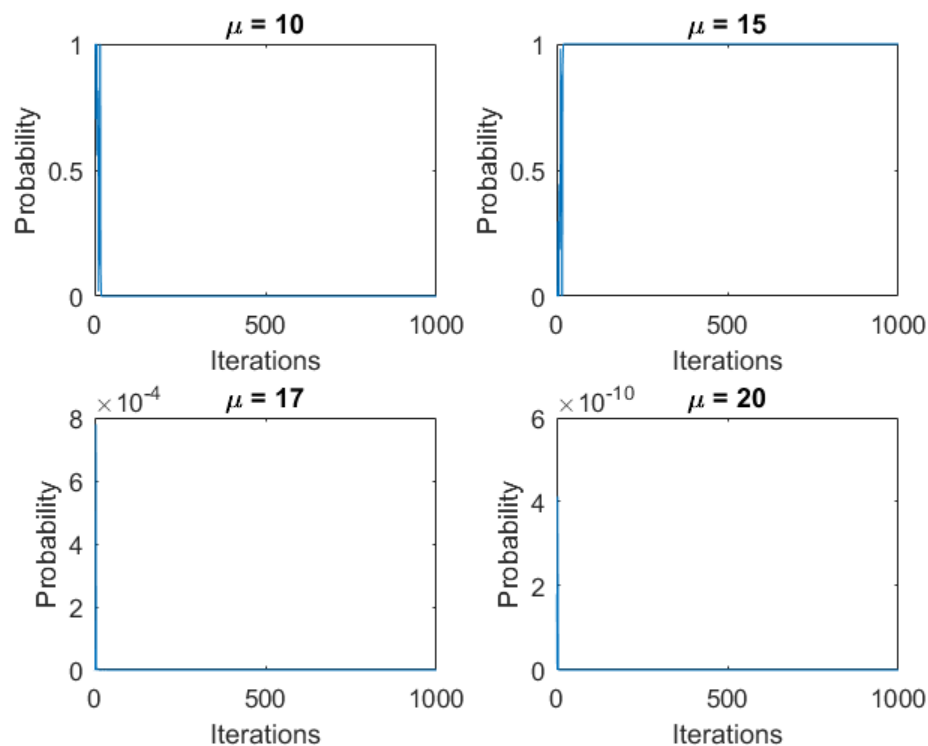 μ = 10
1
0.5
0
Probability
0 500 1000
Iterations
μ = 15
1
0.5
0
Probability
0 500 1000
Iterations
×10-4 μ = 17
8
6
4
2
0
Probability
0 500 1000
Iterations
×10-10 μ = 20
6
4
2
0
Probability
0 500 1000
Iterations